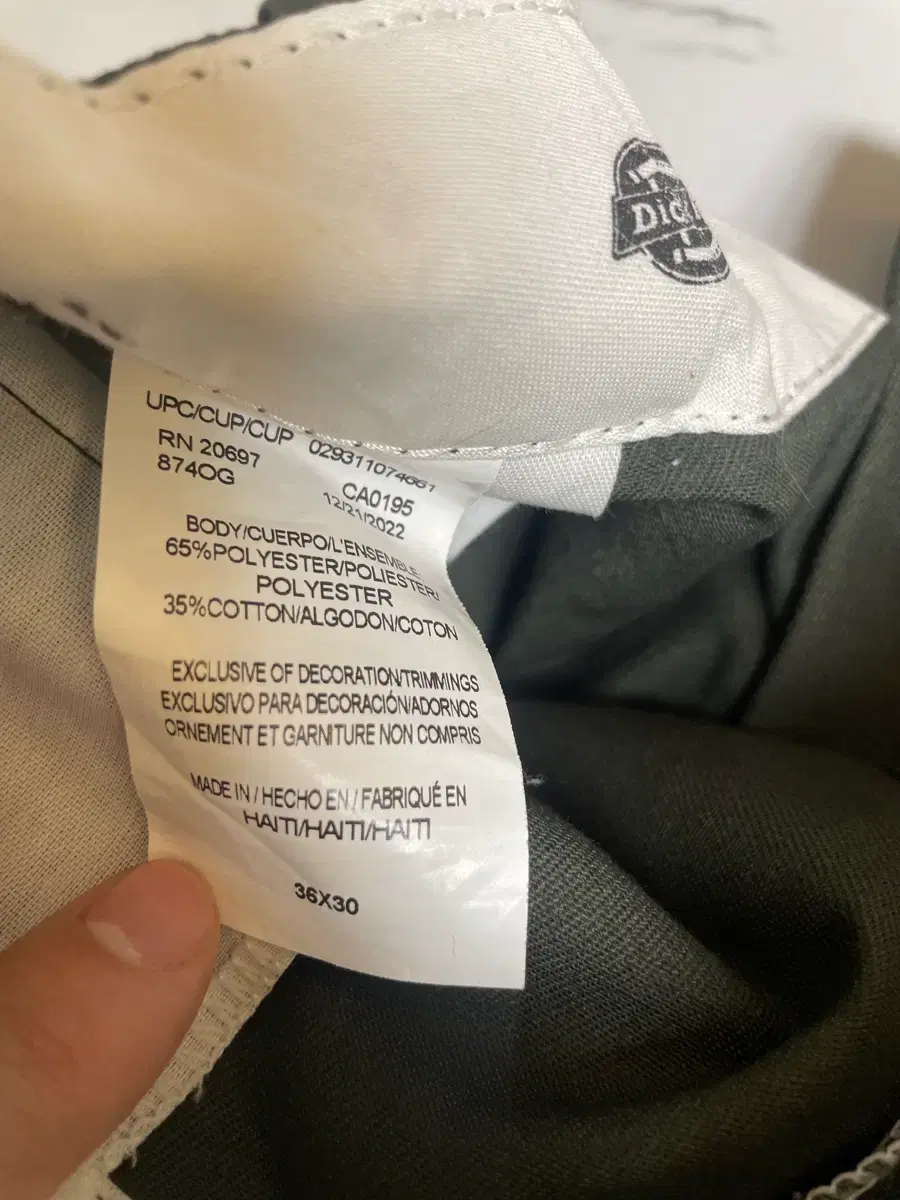 Dic
UPC/CUP/CUP 029311074661
RN 20697
874OG CA0195
12/21/2022
BODY/CUERPO/L'ENSEMBLE
65%POLYESTER/POLIESTER/
POLYESTER
35%COTTON/ALGODON/COTON
EXCLUSIVE OF DECORATION/TRIMMINGS
EXCLUSIVO PARA DECORACIÓN/ADORNOS
ORNEMENT ET GARNITURE NON COMPRIS
MADE IN / HECHO EN / FABRIQUÉ EN
HAITI/HAITI/HAITI
36X30